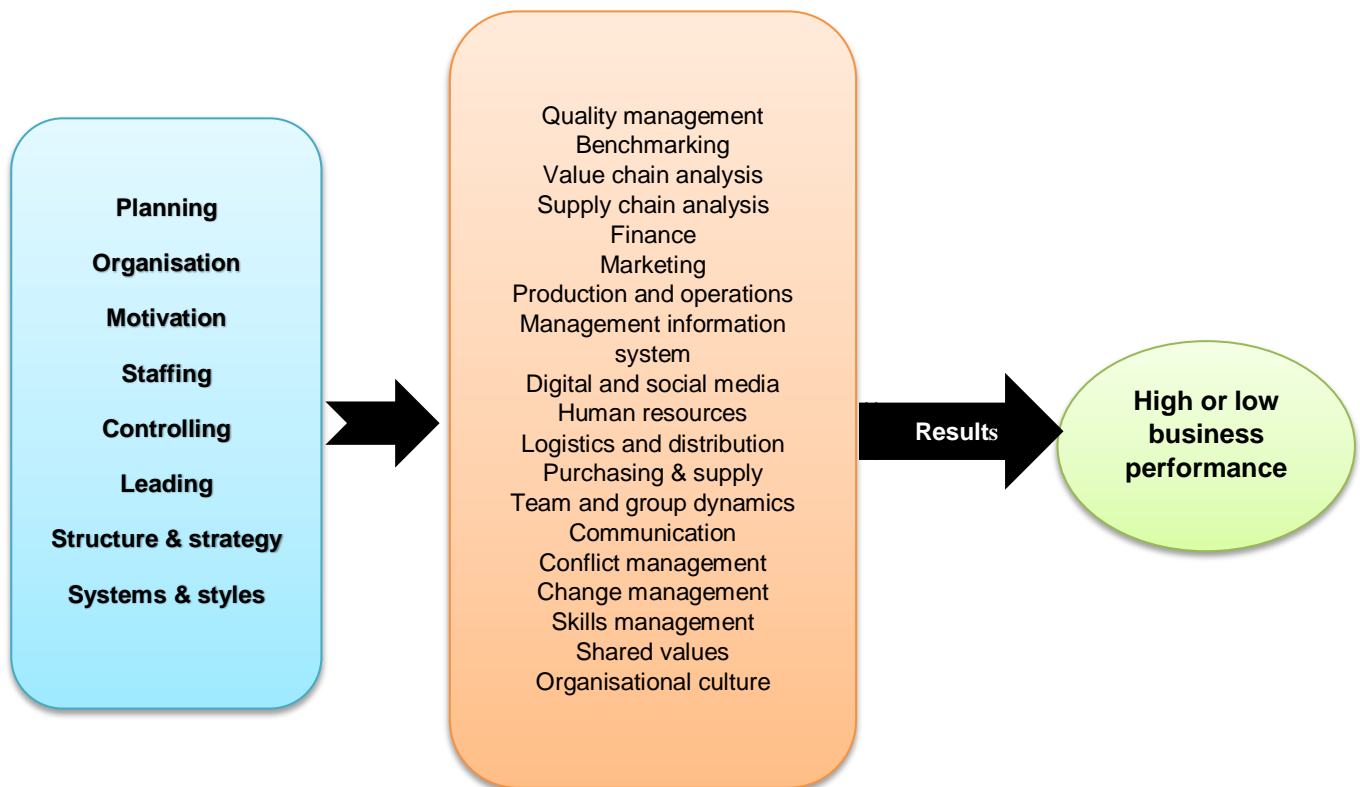 Planning
Organisation
Motivation
Staffing
Controlling
Leading
Structure & strategy
Systems & styles
Quality management
Benchmarking
Value chain analysis
Supply chain analysis
Finance
Marketing
Production and operations
Management information
system
Digital and social media
Human resources
Logistics and distribution
Purchasing & supply
Team and group dynamics
Communication
Conflict management
Change management
Skills management
Shared values
Organisational culture
Results
High or low
business
performance